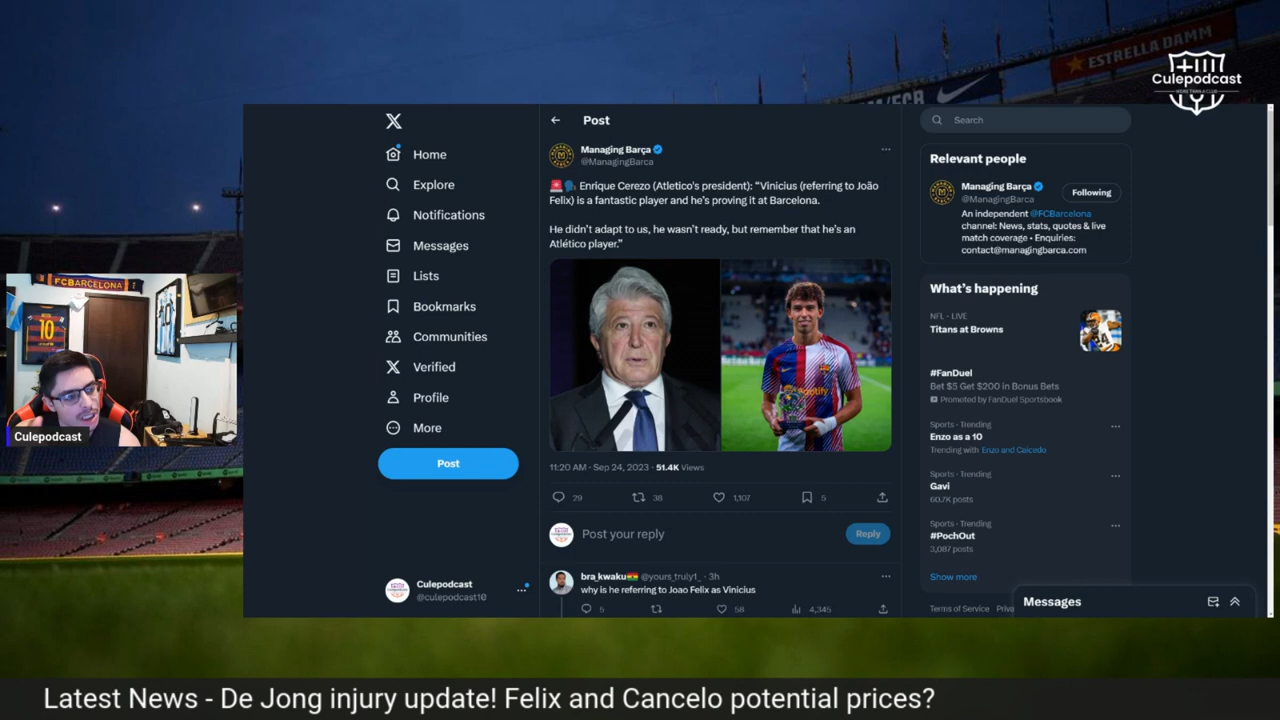 ESTRELLA DAMM
Culepodcast
MORE THAN A CLUB
X
Home
Explore
Notifications
Messages
Lists
Bookmarks
Communities
Verified
Profile
More
Post
Culepodcast
@culepodcast10
Post
Managing Barça
@ManagingBarca
Enrique Cerezo (Atletico's president): “Vinicius (referring to João
Felix) is a fantastic player and he's proving it at Barcelona.
He didn't adapt to us, he wasn't ready, but remember that he's an
Atlético player.”
Spotify
11:20 AM · Sep 24, 2023 · 51.4K Views
29
38
1,107
5
Post your reply
Reply
bra_kwaku @yours_truly1_ · 3h
why is he referring to Joao Felix as Vinicius
5
58
4,345
Search
Relevant people
Managing Barça
@ManagingBarca
Following
An independent @FCBarcelona
channel: News, stats, quotes & live
match coverage • Enquiries:
contact@managingbarca.com
What's happening
NFL · LIVE
Titans at Browns
#FanDuel
Bet $5 Get $200 in Bonus Bets
Promoted by FanDuel Sportsbook
Sports · Trending
Enzo as a 10
Trending with Enzo and Caicedo
Sports · Trending
Gavi
60.7K posts
Sports · Trending
#PochOut
3,087 posts
Show more
Terms of Service
Messages
FCBARCELONA
10
10
Culepodcast
Latest News - De Jong injury update! Felix and Cancelo potential prices?